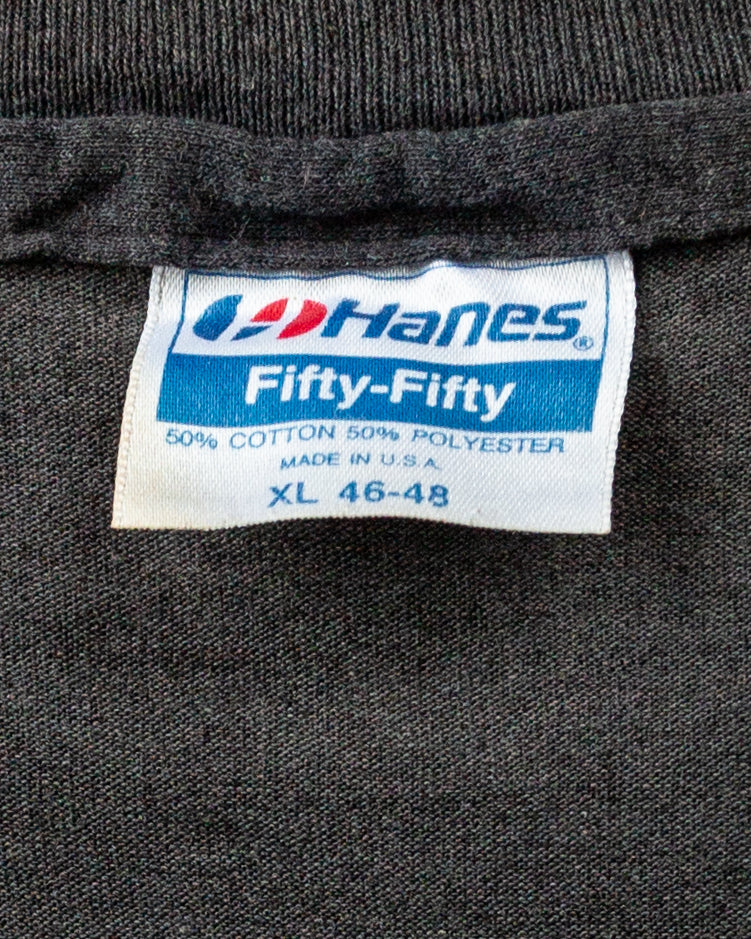 Hanes®
Fifty-Fifty
50% COTTON 50% POLYESTER
MADE IN U.S.A.
XL 46-48